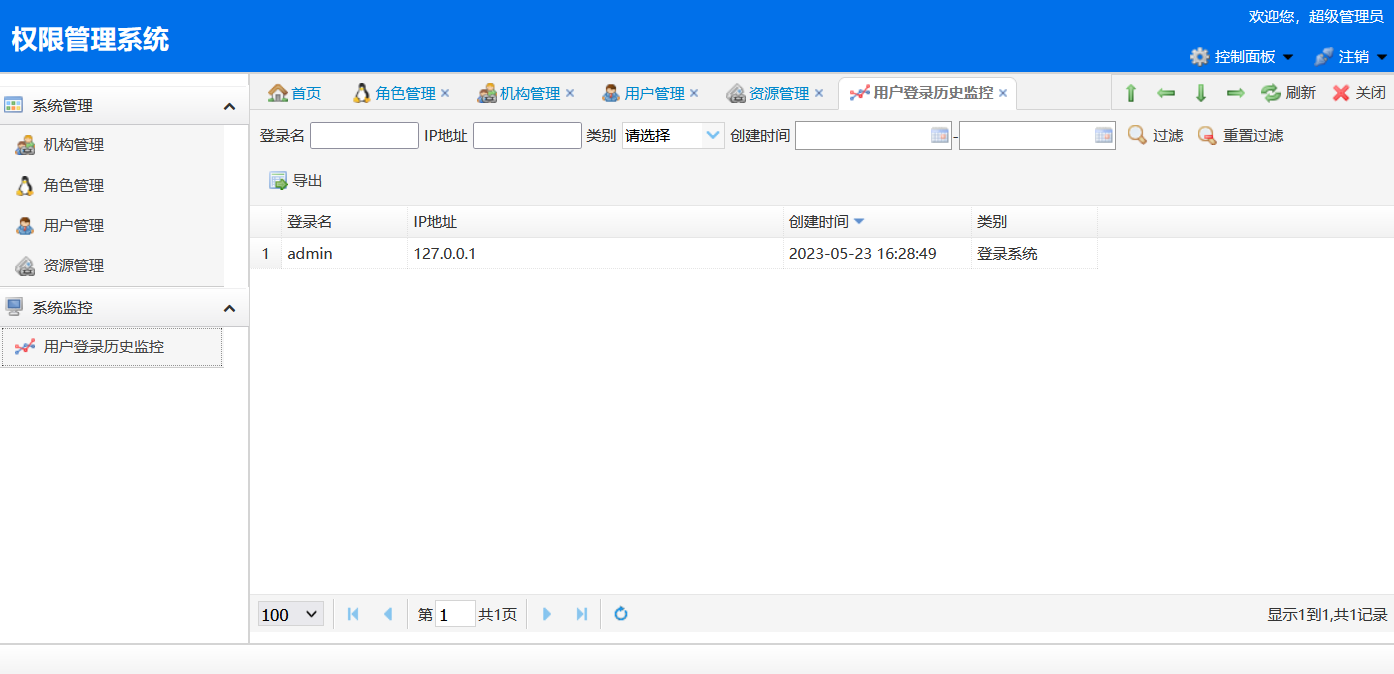 欢迎您，超级管理员
权限管理系统
控制面板 注销
系统管理
机构管理
角色管理
用户管理
资源管理
系统监控
用户登录历史监控
首页 角色管理 机构管理 用户管理 资源管理 用户登录历史监控 刷新 关闭
登录名 IP地址 类别 请选择 创建时间 - 过滤 重置过滤
导出
登录名 IP地址 创建时间 类别
1 admin 127.0.0.1 2023-05-23 16:28:49 登录系统
100 第 1 共1页 显示1到1,共1记录